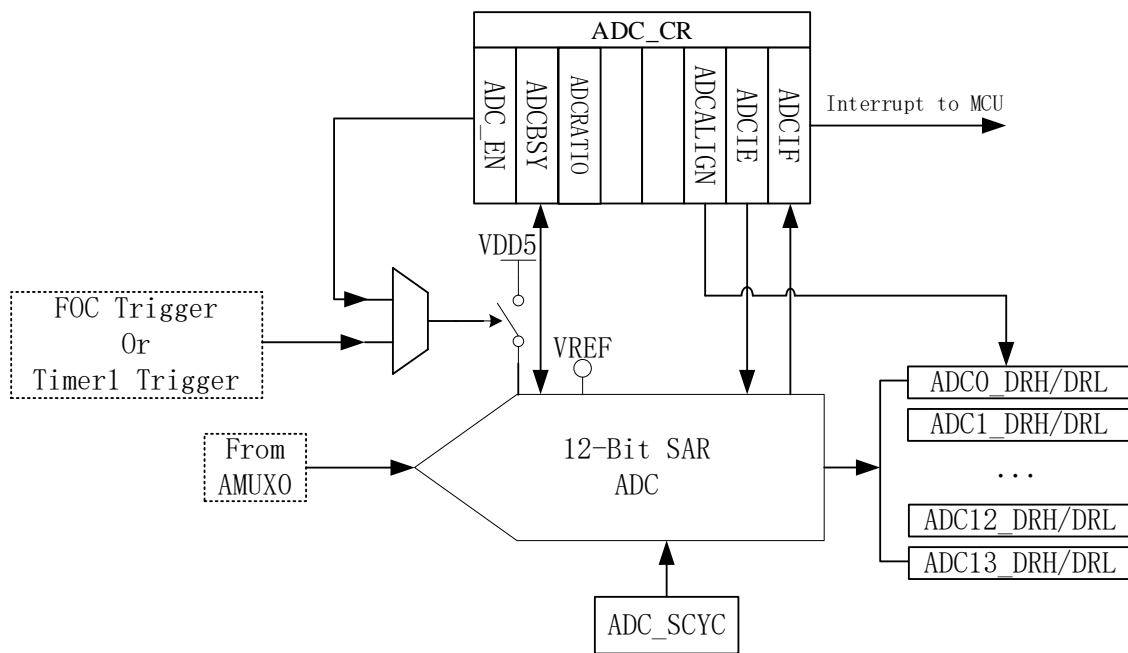 ADC_CR
ADC_EN
ADCBSY
ADCRATIO
ADCALIGN
ADCIE
ADCIF
Interrupt to MCU
VDD5
FOC Trigger
Or
Timer1 Trigger
VREF
ADC0_DRH/DRL
ADC1_DRH/DRL
...
ADC12_DRH/DRL
ADC13_DRH/DRL
From
AMUX0
12-Bit SAR
ADC
ADC_SCYC